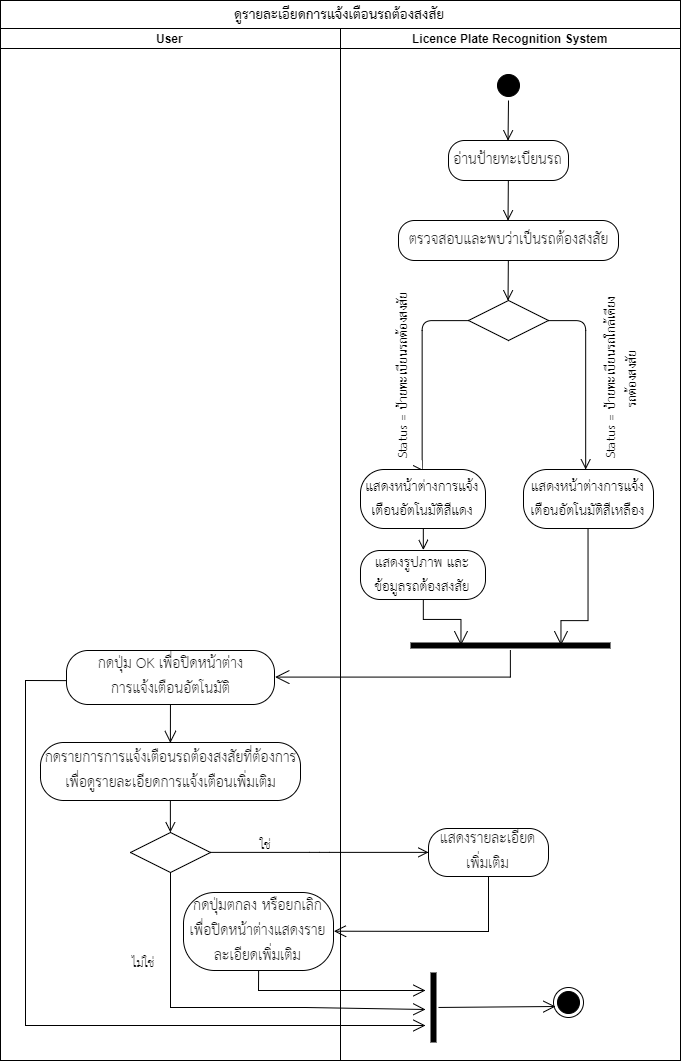 ดูรายละเอียดการแจ้งเตือนรถต้องสงสัย
User
Licence Plate Recognition System
อ่านป้ายทะเบียนรถ
ตรวจสอบและพบว่าเป็นรถต้องสงสัย
Status = ป้ายทะเบียนรถต้องสงสัย
Status = ป้ายทะเบียนรถใกล้เคียง
รถต้องสงสัย
แสดงหน้าต่างการแจ้ง
เตือนอัตโนมัติสีแดง
แสดงหน้าต่างการแจ้ง
เตือนอัตโนมัติสีเหลือง
แสดงรูปภาพ และ
ข้อมูลรถต้องสงสัย
กดปุ่ม OK เพื่อปิดหน้าต่าง
การแจ้งเตือนอัตโนมัติ
กดรายการการแจ้งเตือนรถต้องสงสัยที่ต้องการ
เพื่อดูรายละเอียดการแจ้งเตือนเพิ่มเติม
ใช่
แสดงรายละเอียด
เพิ่มเติม
กดปุ่มตกลง หรือยกเลิก
เพื่อปิดหน้าต่างแสดงราย
ละเอียดเพิ่มเติม
ไม่ใช่